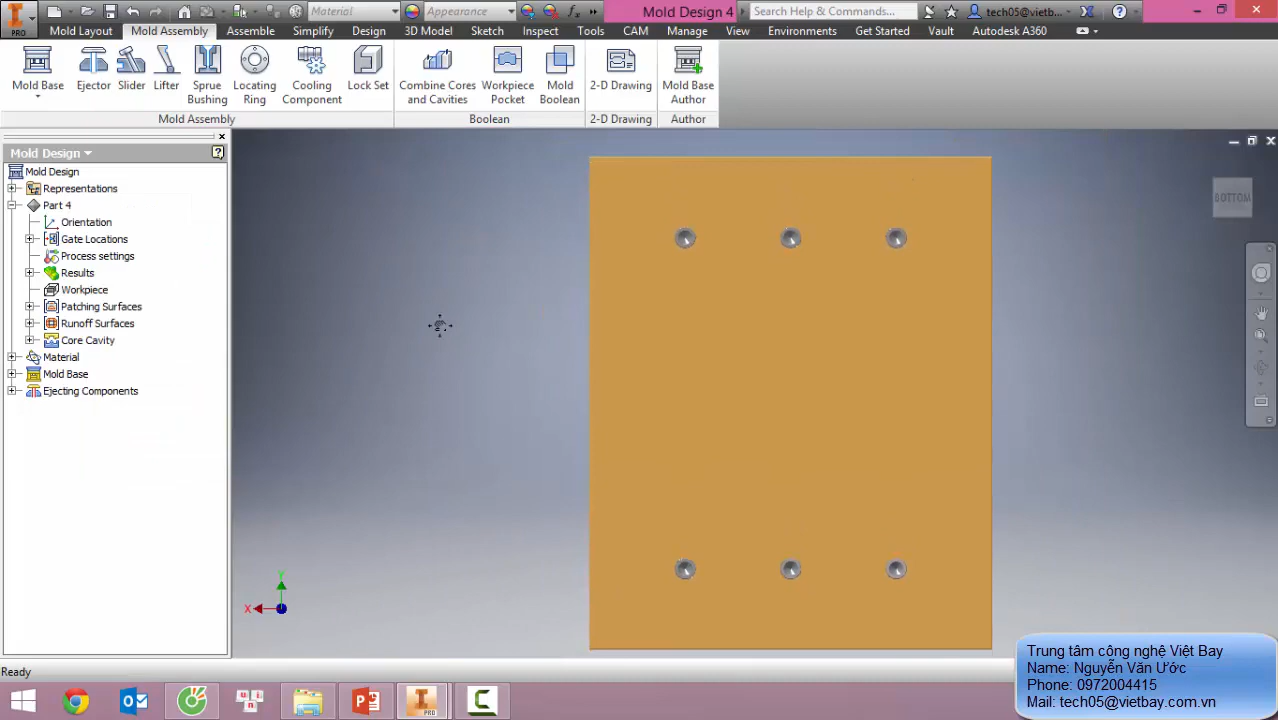 Material
Appearance
Mold Design 4
Search Help & Commands...
tech05@vietb...
PRO
Mold Layout
Mold Assembly
Assemble
Simplify
Design
3D Model
Sketch
Inspect
Tools
CAM
Manage
View
Environments
Get Started
Vault
Autodesk A360
Mold Base
Ejector
Slider
Lifter
Sprue Bushing
Locating Ring
Cooling Component
Lock Set
Combine Cores and Cavities
Workpiece Pocket
Mold Boolean
2-D Drawing
Mold Base Author
Mold Assembly
Boolean
2-D Drawing
Author
Mold Design
Mold Design
Representations
Part 4
Orientation
Gate Locations
Process settings
Results
Workpiece
Patching Surfaces
Runoff Surfaces
Core Cavity
Material
Mold Base
Ejecting Components
BOTTOM
Y
X
Ready
Trung tâm công nghệ Việt Bay
Name: Nguyễn Văn Ước
Phone: 0972004415
Mail: tech05@vietbay.com.vn
PRO